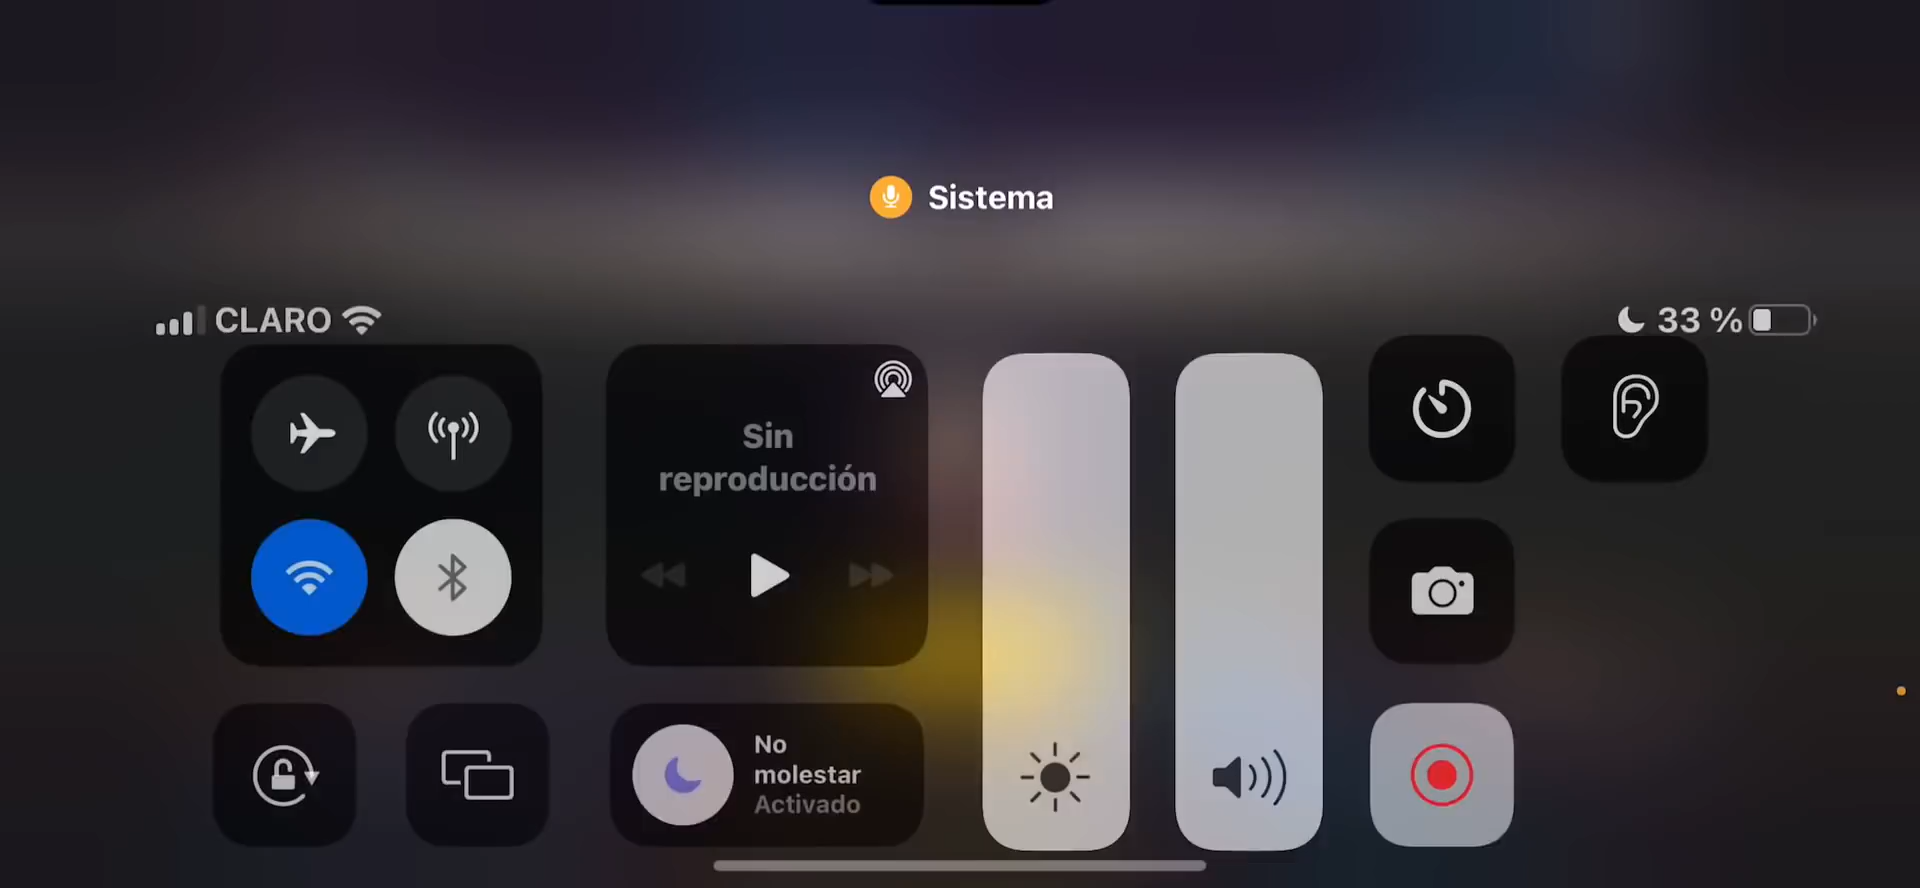 Sistema
CLARO
33 %
Sin
reproducción
No
molestar
Activado